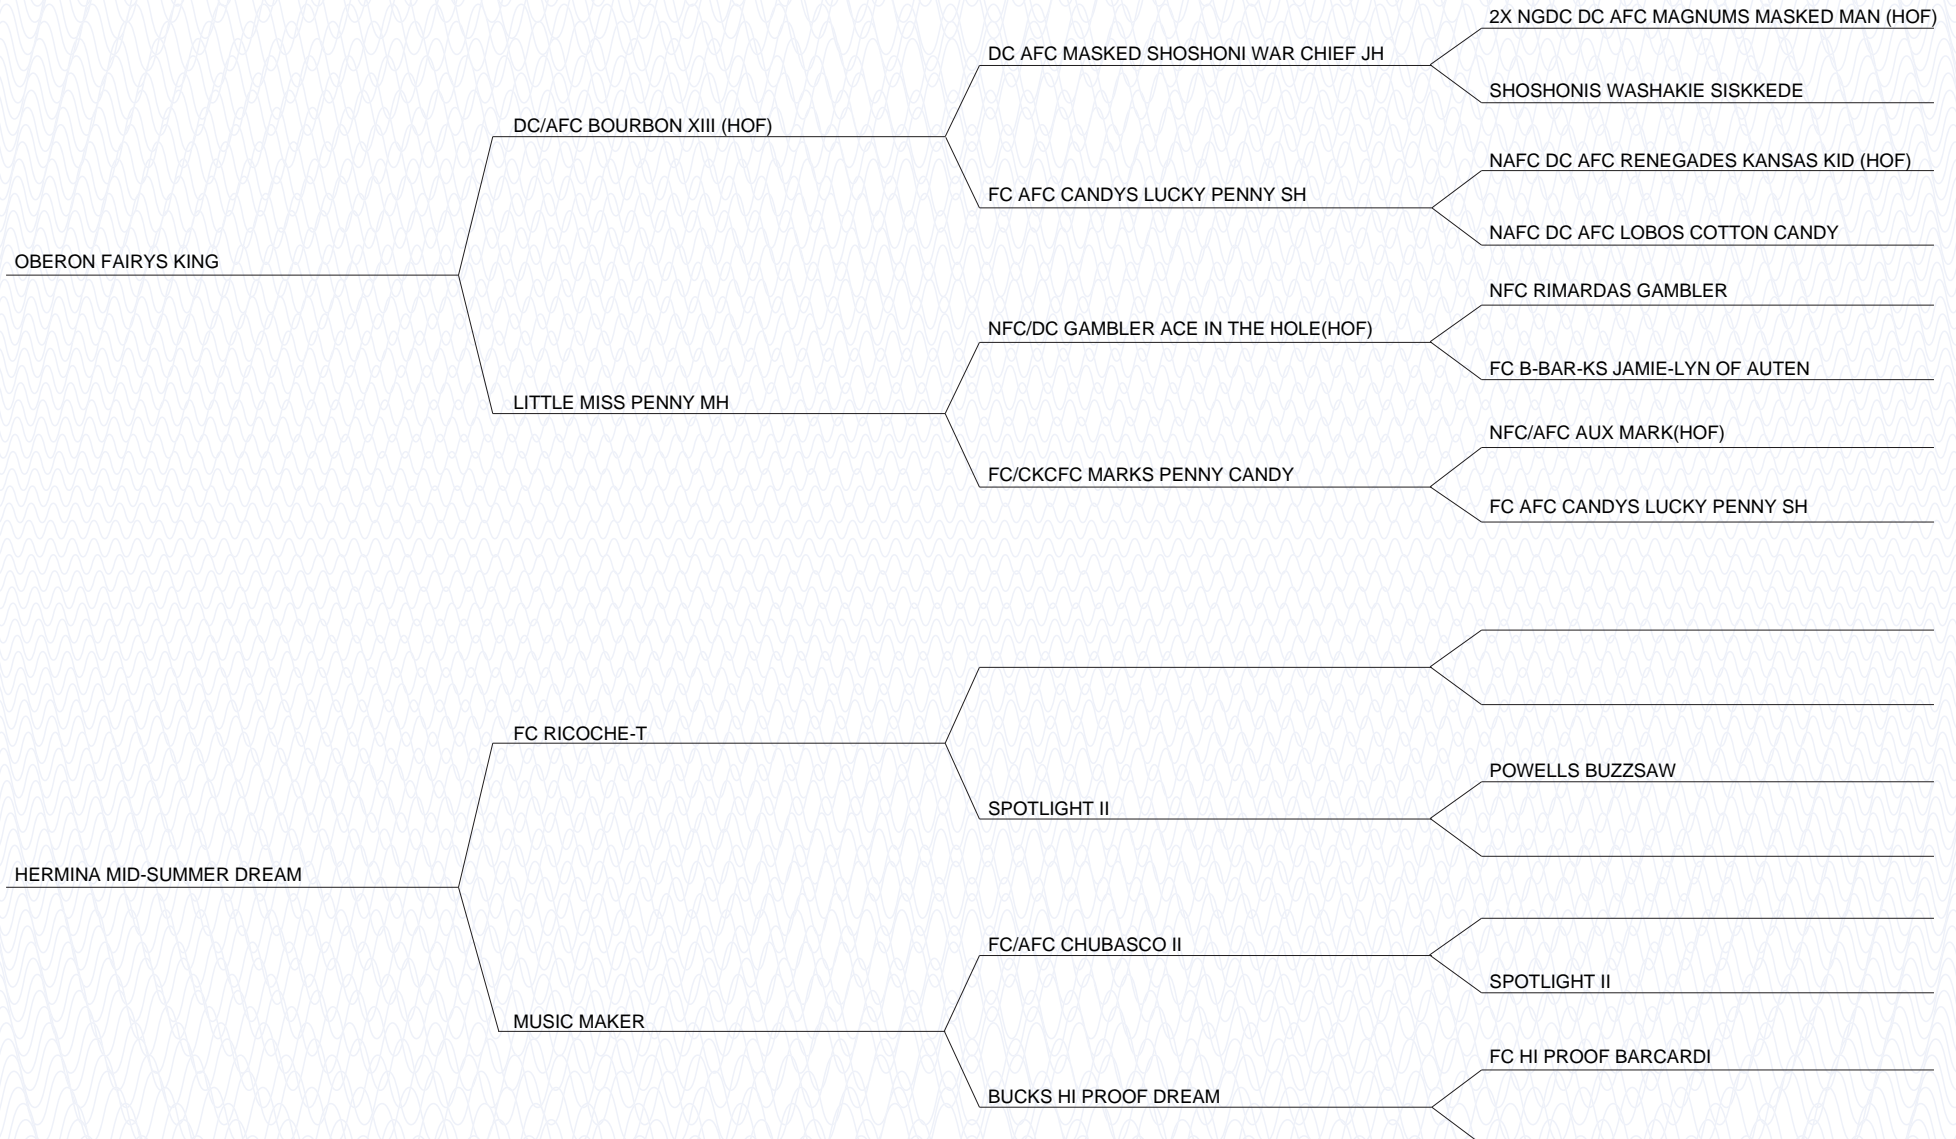 2X NGDC DC AFC MAGNUMS MASKED MAN (HOF)
DC AFC MASKED SHOSHONI WAR CHIEF JH
SHOSHONIS WASHAKIE SISKKEDE
DC/AFC BOURBON XIII (HOF)
NAFC DC AFC RENEGADES KANSAS KID (HOF)
FC AFC CANDYS LUCKY PENNY SH
NAFC DC AFC LOBOS COTTON CANDY
OBERON FAIRYS KING
NFC RIMARDAS GAMBLER
NFC/DC GAMBLER ACE IN THE HOLE(HOF)
FC B-BAR-KS JAMIE-LYN OF AUTEN
LITTLE MISS PENNY MH
NFC/AFC AUX MARK(HOF)
FC/CKCFC MARKS PENNY CANDY
FC AFC CANDYS LUCKY PENNY SH
FC RICOCHE-T
POWELLS BUZZSAW
SPOTLIGHT II
HERMINA MID-SUMMER DREAM
FC/AFC CHUBASCO II
SPOTLIGHT II
MUSIC MAKER
FC HI PROOF BARCARDI
BUCKS HI PROOF DREAM